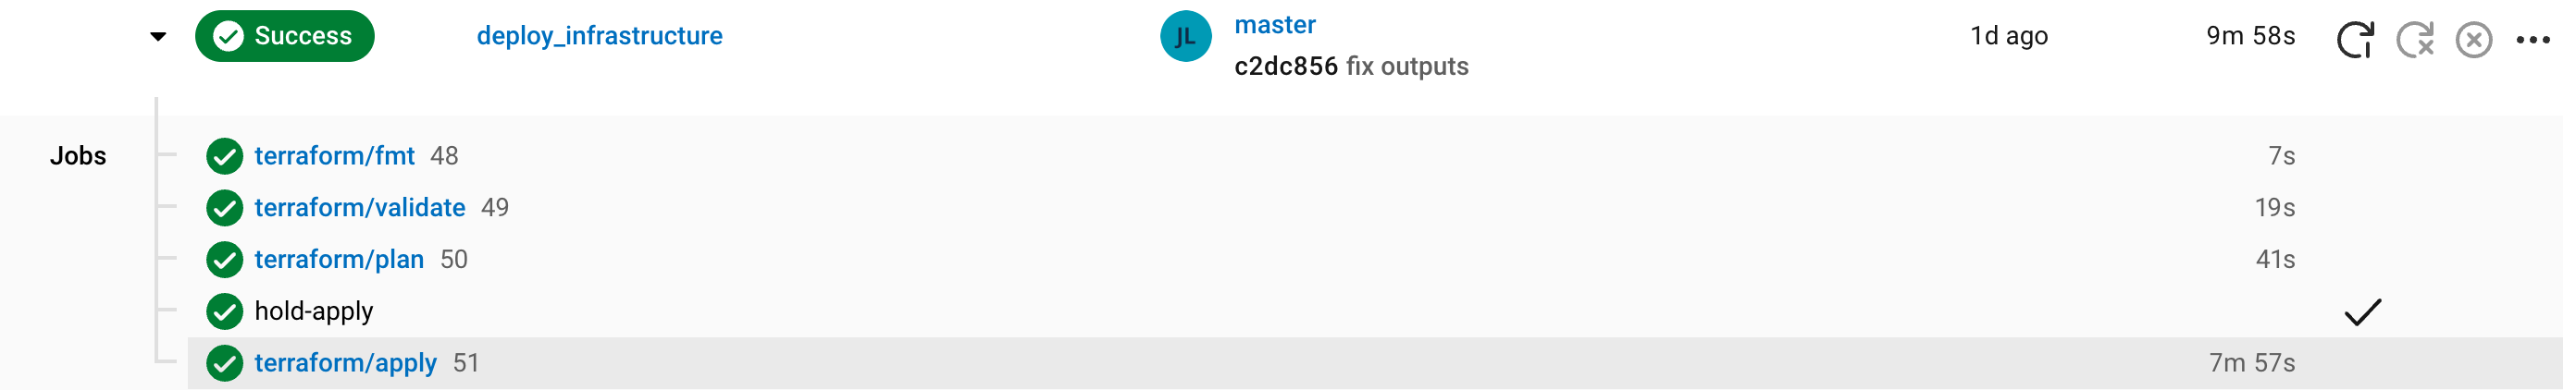 Success deploy_infrastructure JL master 1d ago 9m 58s
c2dc856 fix outputs
Jobs terraform/fmt 48 7s
terraform/validate 49 19s
terraform/plan 50 41s
hold-apply
terraform/apply 51 7m 57s